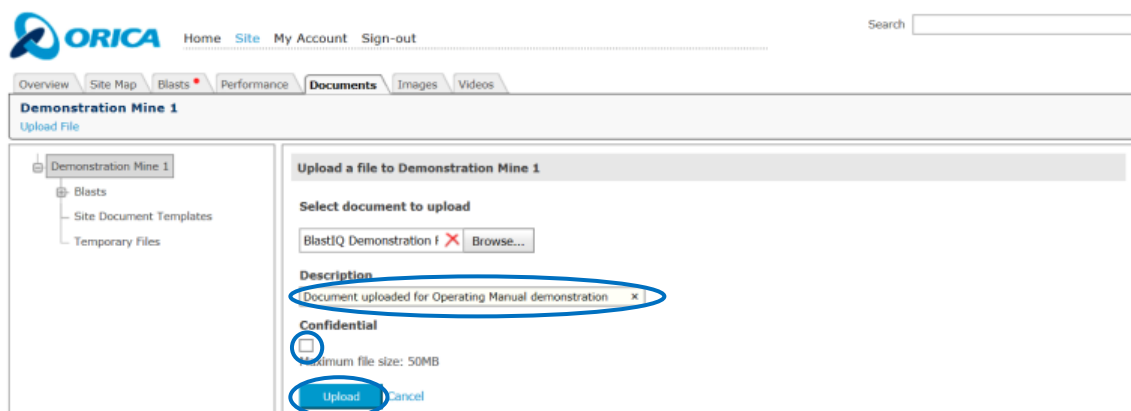 Search
ORICA Home Site My Account Sign-out
Overview Site Map Blasts Performance Documents Images Videos
Demonstration Mine 1
Upload File
Demonstration Mine 1
Blasts
Site Document Templates
Temporary Files
Upload a file to Demonstration Mine 1
Select document to upload
BlastIQ Demonstration Browse...
Description
Document uploaded for Operating Manual demonstration ×
Confidential
Maximum file size: 50MB
Upload Cancel